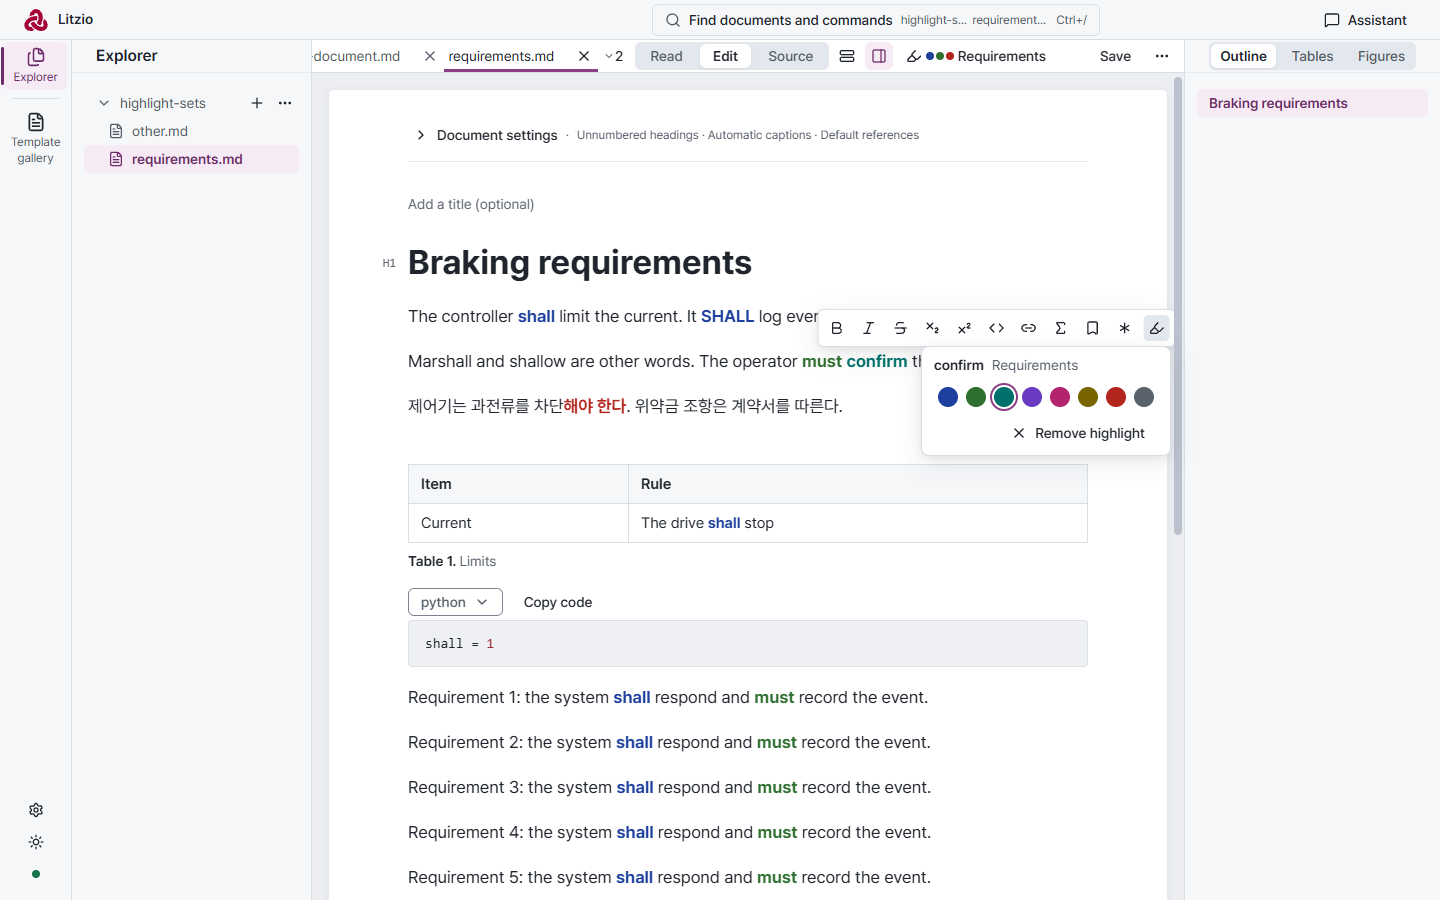 Litzio
Find documents and commands highlight-s... requirement... Ctrl+/
Assistant
Explorer
Template gallery
Explorer
highlight-sets
other.md
requirements.md
document.md
requirements.md
2
Read
Edit
Source
Requirements
Save
Document settings · Unnumbered headings · Automatic captions · Default references
Add a title (optional)
H1 Braking requirements
The controller shall limit the current. It SHALL log ever
Marshall and shallow are other words. The operator must confirm th
제어기는 과전류를 차단해야 한다. 위약금 조항은 계약서를 따른다.
B I S X₂ X² Σ
confirm Requirements
Remove highlight
Item Rule
Current The drive shall stop
Table 1. Limits
python
Copy code
shall = 1
Requirement 1: the system shall respond and must record the event.
Requirement 2: the system shall respond and must record the event.
Requirement 3: the system shall respond and must record the event.
Requirement 4: the system shall respond and must record the event.
Requirement 5: the system shall respond and must record the event.
Outline
Tables
Figures
Braking requirements